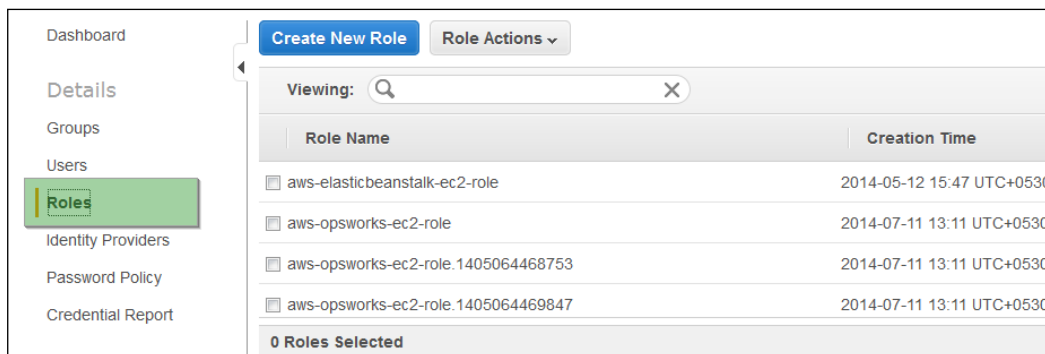 Dashboard
Details
Groups
Users
Roles
Identity Providers
Password Policy
Credential Report
Create New Role
Role Actions
Viewing:
Role Name Creation Time
aws-elasticbeanstalk-ec2-role 2014-05-12 15:47 UTC+0530
aws-opsworks-ec2-role 2014-07-11 13:11 UTC+0530
aws-opsworks-ec2-role.1405064468753 2014-07-11 13:11 UTC+0530
aws-opsworks-ec2-role.1405064469847 2014-07-11 13:11 UTC+0530
0 Roles Selected